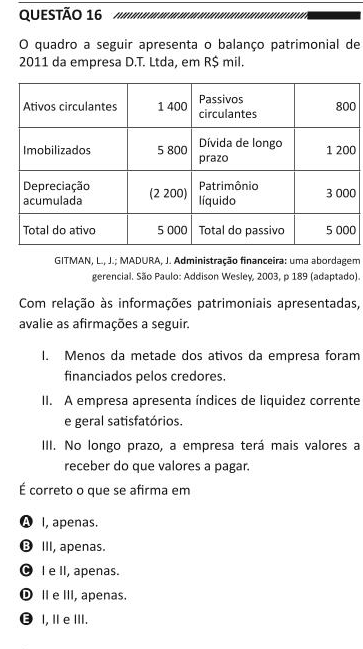 QUESTÃO 16
O quadro a seguir apresenta o balanço patrimonial de
2011 da empresa D.T. Ltda, em R$ mil.
Ativos circulantes 1 400 Passivos circulantes 800
Imobilizados 5 800 Dívida de longo prazo 1 200
Depreciação acumulada (2 200) Patrimônio líquido 3 000
Total do ativo 5 000 Total do passivo 5 000
GITMAN, L., J.; MADURA, J. Administração financeira: uma abordagem
gerencial. São Paulo: Addison Wesley, 2003, p 189 (adaptado).
Com relação às informações patrimoniais apresentadas,
avalie as afirmações a seguir.
I. Menos da metade dos ativos da empresa foram
financiados pelos credores.
II. A empresa apresenta índices de liquidez corrente
e geral satisfatórios.
III. No longo prazo, a empresa terá mais valores a
receber do que valores a pagar.
É correto o que se afirma em
A I, apenas.
B III, apenas.
C I e II, apenas.
D II e III, apenas.
E I, II e III.